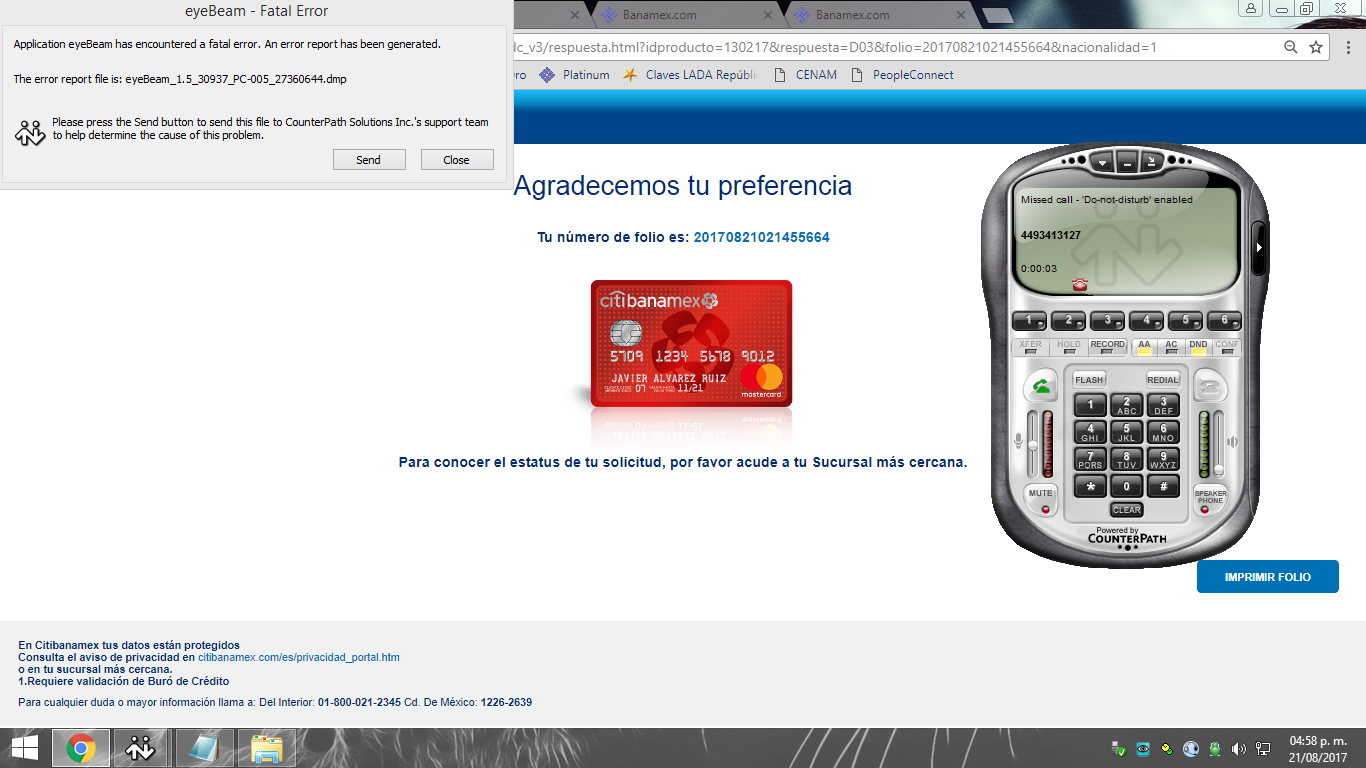 eyeBeam - Fatal Error
Application eyeBeam has encountered a fatal error. An error report has been generated.
The error report file is: eyeBeam_1.5_30937_PC-005_27360644.dmp
Please press the Send button to send this file to CounterPath Solutions Inc.'s support team
to help determine the cause of this problem.
Send
Close
Banamex.com
Banamex.com
dc_v3/respuesta.html?idproducto=130217&respuesta=D03&folio=20170821021455664&nacionalidad=1
Platinum
Claves LADA Repúblic
CENAM
PeopleConnect
Agradecemos tu preferencia
Tu número de folio es: 20170821021455664
citibanamex
5709 1234 5678 9012
07
11/21
JAVIER ALVAREZ RUIZ
mastercard
Para conocer el estatus de tu solicitud, por favor acude a tu Sucursal más cercana.
Missed call - 'Do-not-disturb' enabled
4493413127
0:00:03
1 2 3 4 5 6
XFER HOLD RECORD AA AC DND CONF
FLASH REDIAL
1 2 ABC 3 DEF
4 GHI 5 JKL 6 MNO
7 PQRS 8 TUV 9 WXYZ
* 0 #
MUTE
CLEAR
SPEAKER PHONE
Powered by
COUNTERPATH
IMPRIMIR FOLIO
En Citibanamex tus datos están protegidos
Consulta el aviso de privacidad en citibanamex.com/es/privacidad_portal.htm
o en tu sucursal más cercana.
1.Requiere validación de Buró de Crédito
Para cualquier duda o mayor información llama a: Del Interior: 01-800-021-2345 Cd. De México: 1226-2639
04:58 p. m.
21/08/2017